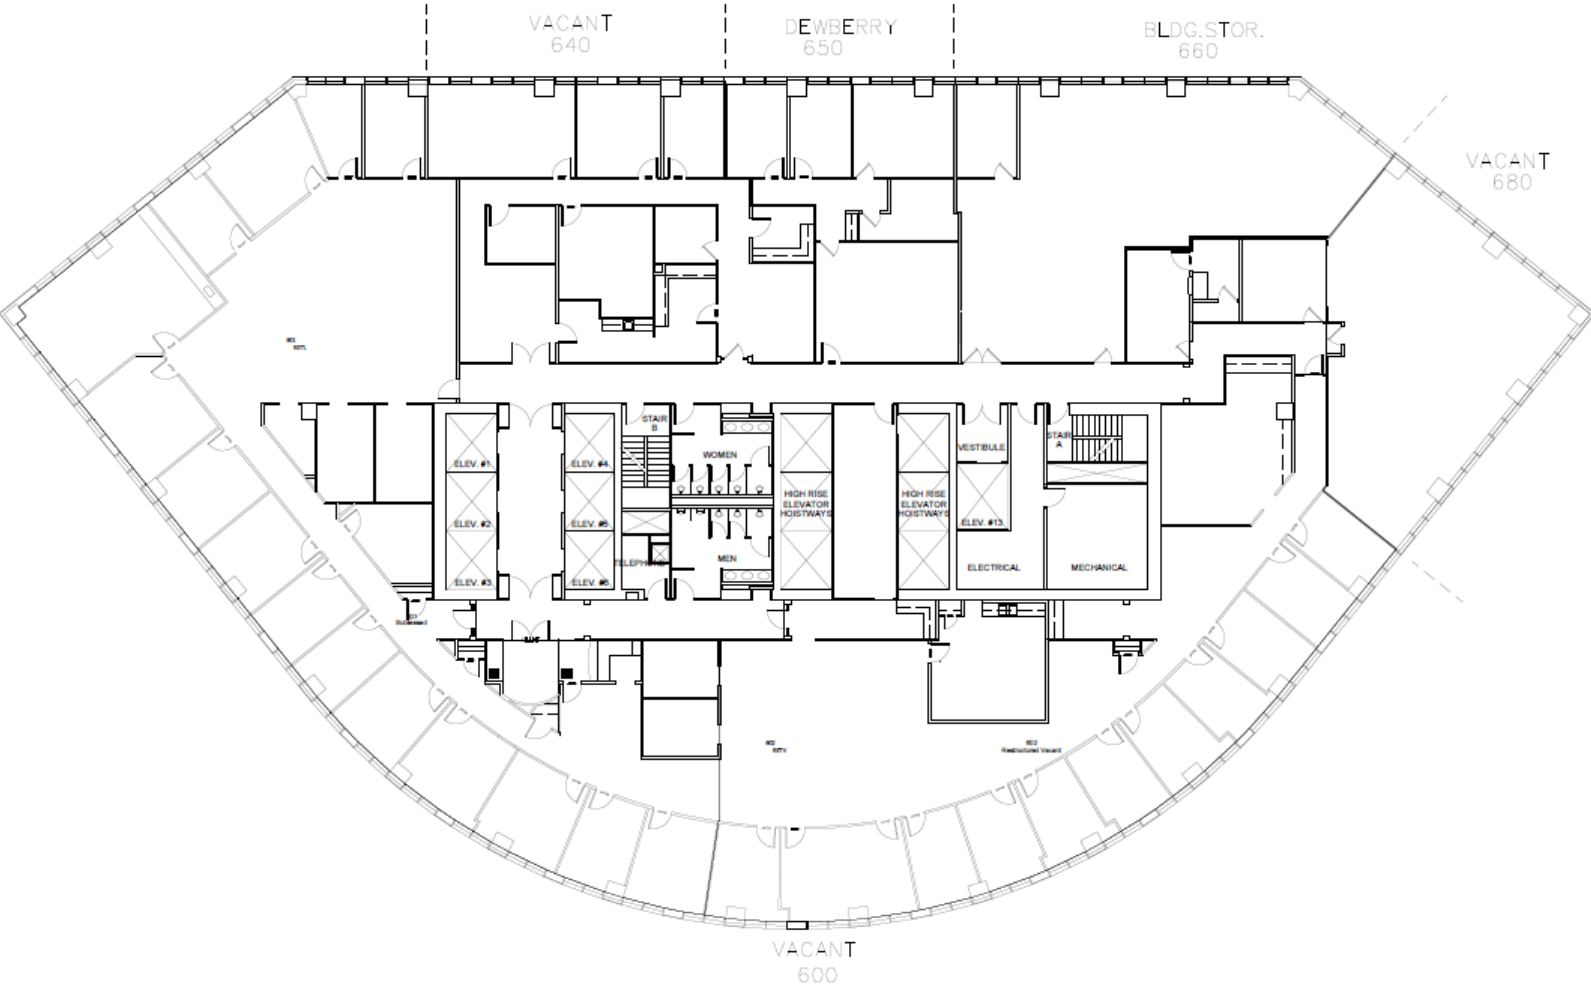 VACANT
640
DEWBERRY
650
BLDG.STOR.
660
VACANT
680
STAIR
B
WOMEN
ELEV. #1
ELEV. #4
ELEV. #2
ELEV. #5
ELEV. #3
ELEV. #6
MEN
HIGH RISE
ELEVATOR
HOISTWAYS
HIGH RISE
ELEVATOR
HOISTWAYS
VESTIBULE
STAIR
A
ELEV. #13
ELECTRICAL
MECHANICAL
Restructured Vacant
VACANT
600